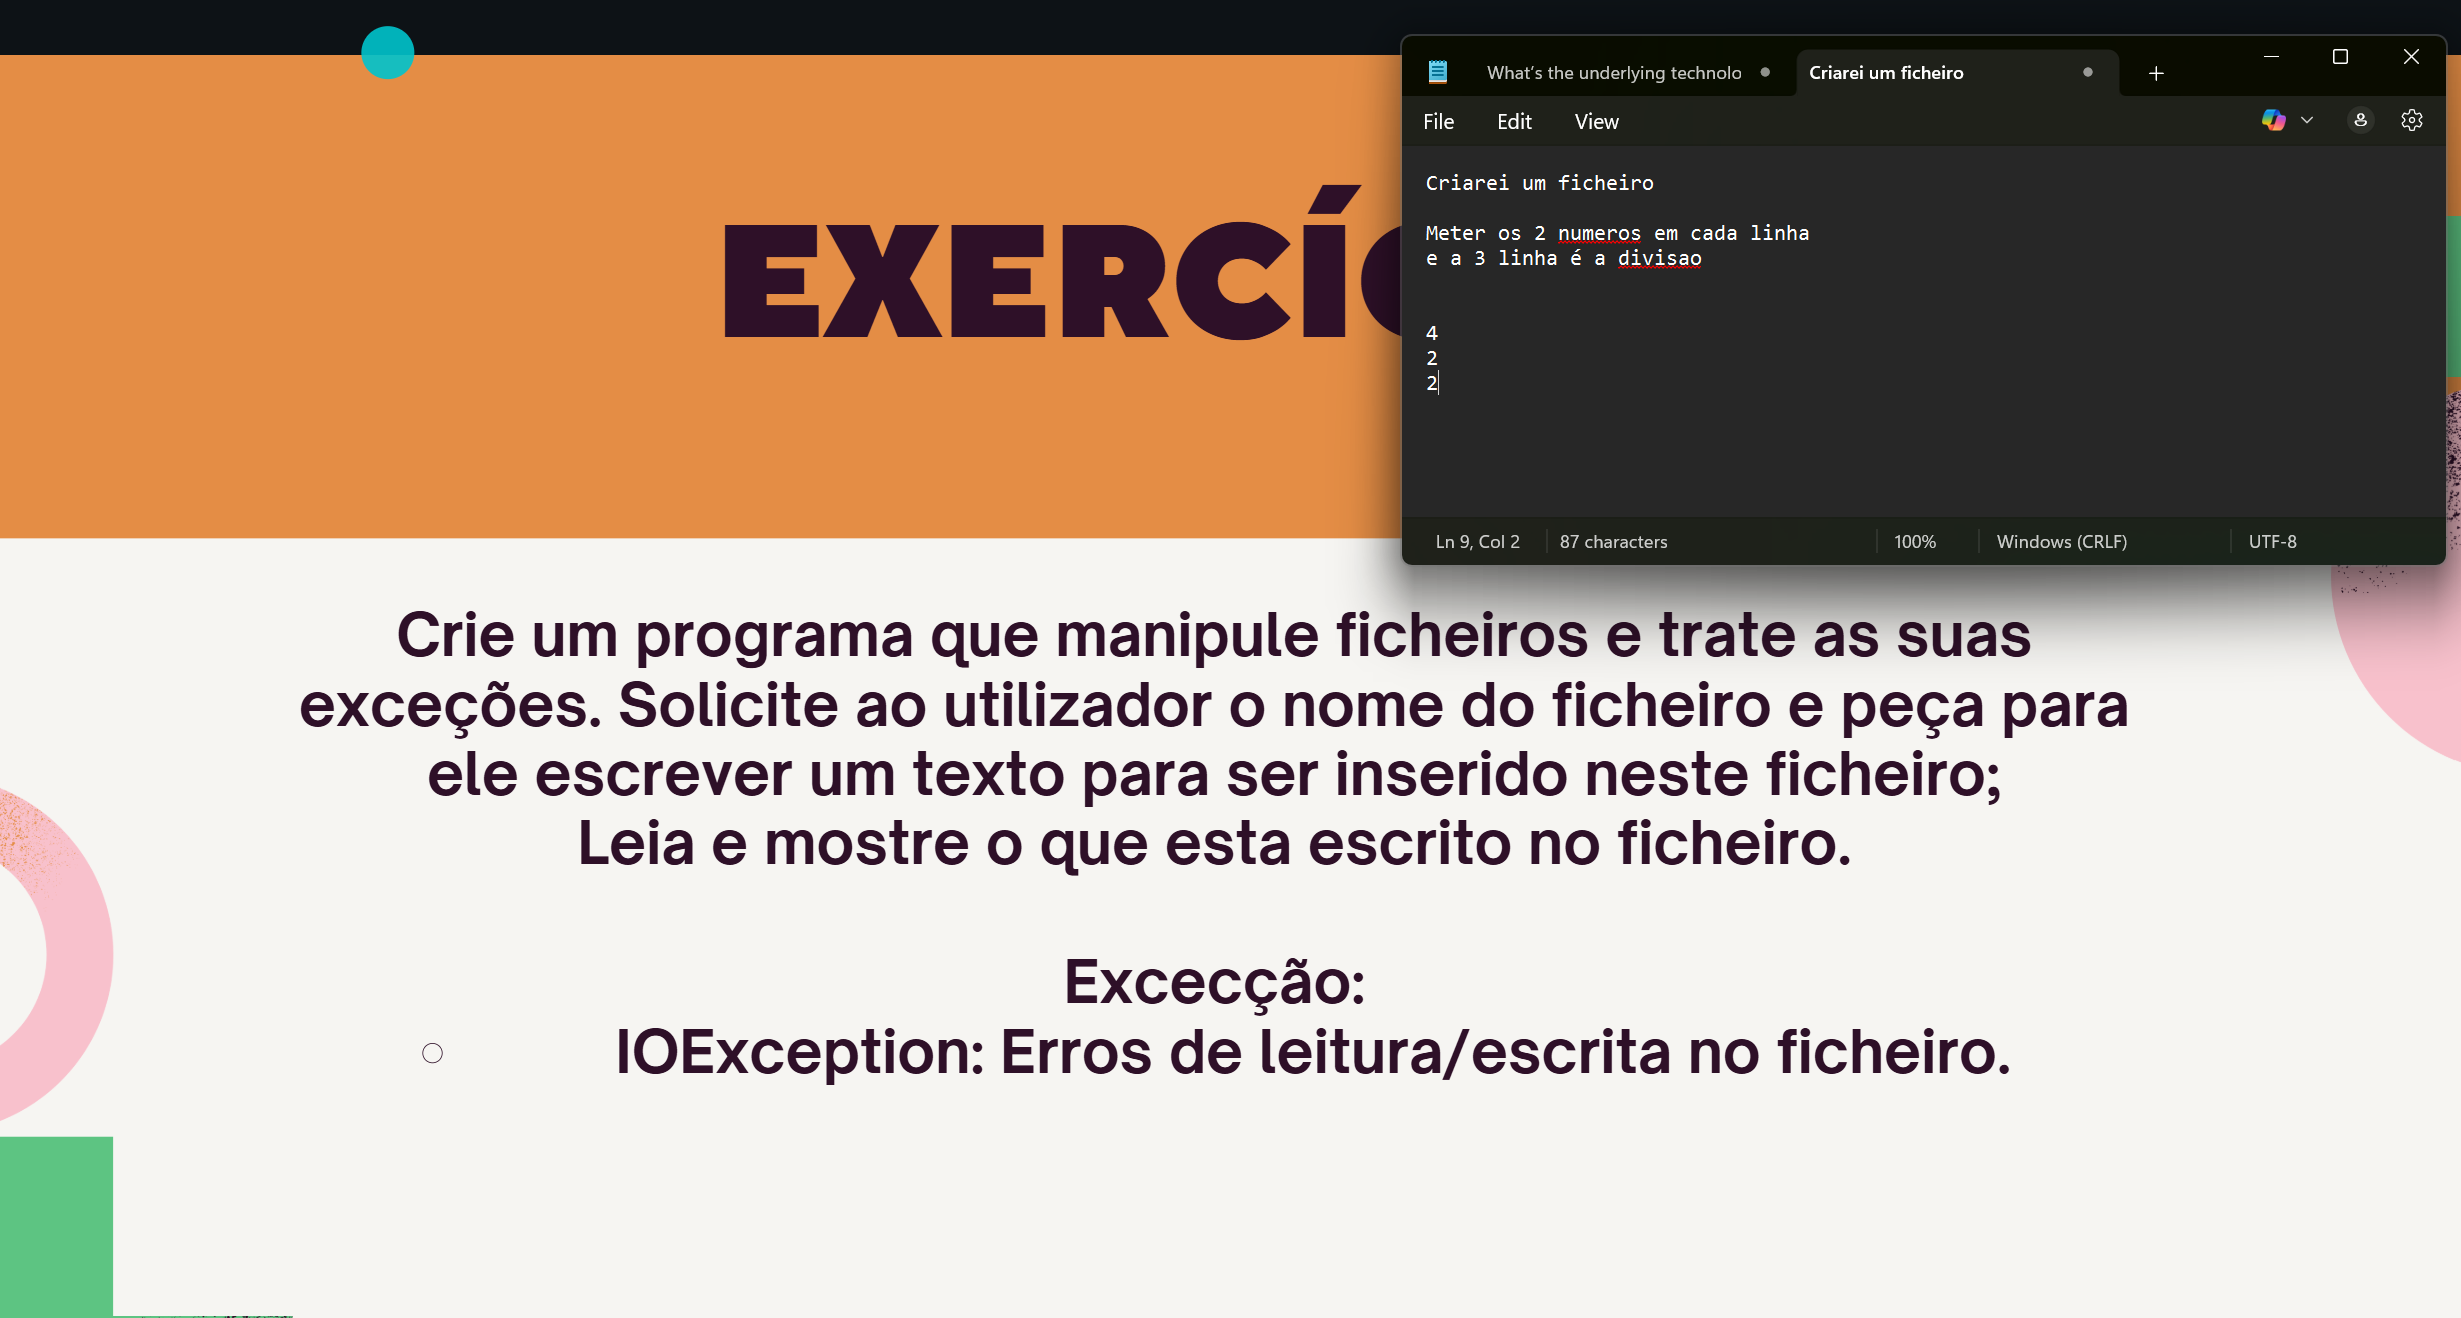 EXERCÍ
What's the underlying technolo
Criarei um ficheiro
File Edit View
Criarei um ficheiro
Meter os 2 numeros em cada linha
e a 3 linha é a divisao
4
2
2
Ln 9, Col 2 87 characters 100% Windows (CRLF) UTF-8
Crie um programa que manipule ficheiros e trate as suas
exceções. Solicite ao utilizador o nome do ficheiro e peça para
ele escrever um texto para ser inserido neste ficheiro;
Leia e mostre o que esta escrito no ficheiro.
Excecção:
IOException: Erros de leitura/escrita no ficheiro.